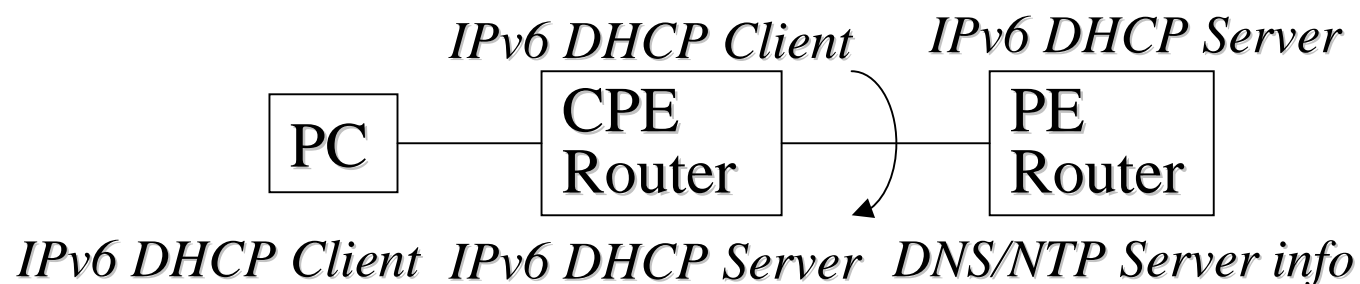 IPv6 DHCP Client
IPv6 DHCP Server
PC
CPE
Router
PE
Router
IPv6 DHCP Client
IPv6 DHCP Server
DNS/NTP Server info